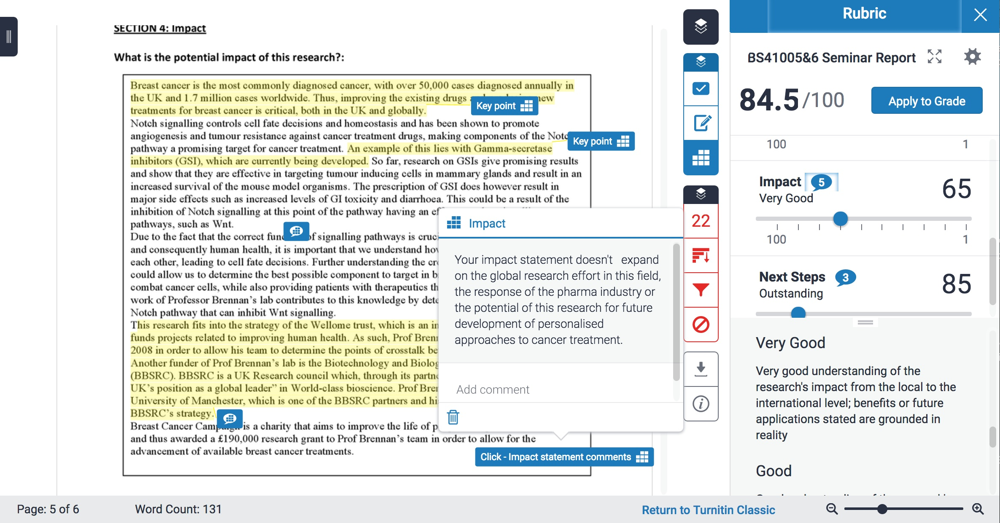 SECTION 4: Impact
What is the potential impact of this research?:
Breast cancer is the most commonly diagnosed cancer, with over 50,000 cases diagnosed annually in
the UK and 1.7 million cases worldwide. Thus, improving the existing drugs new
Key point
treatments for breast cancer is critical, both in the UK and globally.
Notch signalling controls cell fate decisions and homeostasis and has been shown to promote
angiogenesis and tumour resistance against cancer treatment drugs, making components of the Notc
Key point
pathway a promising target for cancer treatment. An example of this lies with Gamma-secretase
inhibitors (GSI), which are currently being developed. So far, research on GSIs give promising results
and show that they are effective in targeting tumour inducing cells in mammary glands and result in an
increased survival of the mouse model organisms. The prescription of GSI does however result in
major side effects such as increased levels of GI toxicity and diarrhoea. This could be a result of the
inhibition of Notch signalling at this point of the pathway having an ef
pathways, such as Wnt.
Due to the fact that the correct func of signalling pathways is cruc
and consequently human health, it is important that we understand how
each other, leading to cell fate decisions. Further understanding the cr
could allow us to determine the best possible component to target in b
combat cancer cells, while also providing patients with therapeutics th
work of Professor Brennan's lab contributes to this knowledge by dete
Notch pathway that can inhibit Wnt signalling.
This research fits into the strategy of the Wellome trust, which is an in
funds projects related to improving human health. As such, Prof Bren
2008 in order to allow his team to determine the points of crosstalk be
Another funder of Prof Brennan's lab is the Biotechnology and Biolog
(BBSRC). BBSRC is a UK Research council which, through its partne
UK's position as a global leader” in World-class bioscience. Prof Bren
University of Manchester, which is one of the BBSRC partners and hi
BBSRC's strategy.
Breast Cancer Camp is a charity that aims to improve the life of p
and thus awarded a £190,000 research grant to Prof Brennan's team in order to allow for the
advancement of available breast cancer treatments.
Impact
Your impact statement doesn't expand
on the global research effort in this field,
the response of the pharma industry or
the potential of this research for future
development of personalised
approaches to cancer treatment.
Add comment
Click - Impact statement comments
22
Rubric
BS41005&6 Seminar Report
84.5/100
Apply to Grade
100 1
Impact 5 65
Very Good
100 1
Next Steps 3 85
Outstanding
Very Good
Very good understanding of the
research's impact from the local to the
international level; benefits or future
applications stated are grounded in
reality
Good
Page: 5 of 6
Word Count: 131
Return to Turnitin Classic